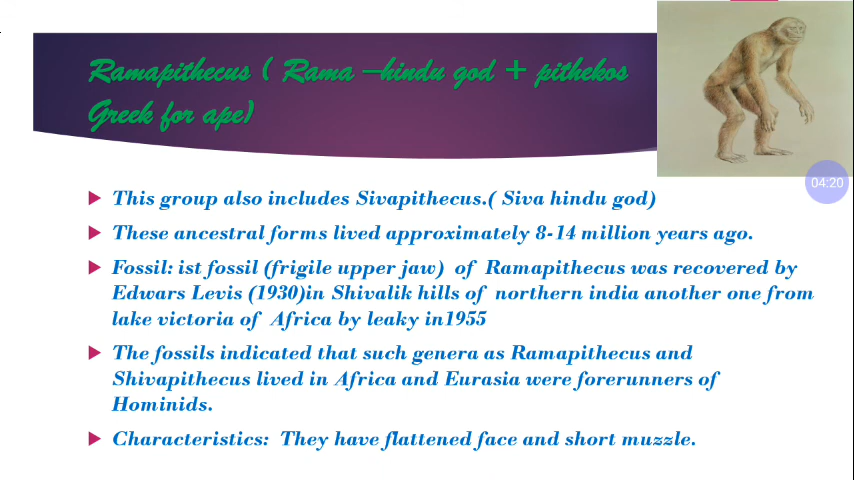 Ramapithecus ( Rama –hindu god + pithekos
Greek for ape)
04:20
This group also includes Sivapithecus.( Siva hindu god)
These ancestral forms lived approximately 8-14 million years ago.
Fossil: ist fossil (frigile upper jaw) of Ramapithecus was recovered by
Edwars Levis (1930)in Shivalik hills of northern india another one from
lake victoria of Africa by leaky in1955
The fossils indicated that such genera as Ramapithecus and
Shivapithecus lived in Africa and Eurasia were forerunners of
Hominids.
Characteristics: They have flattened face and short muzzle.